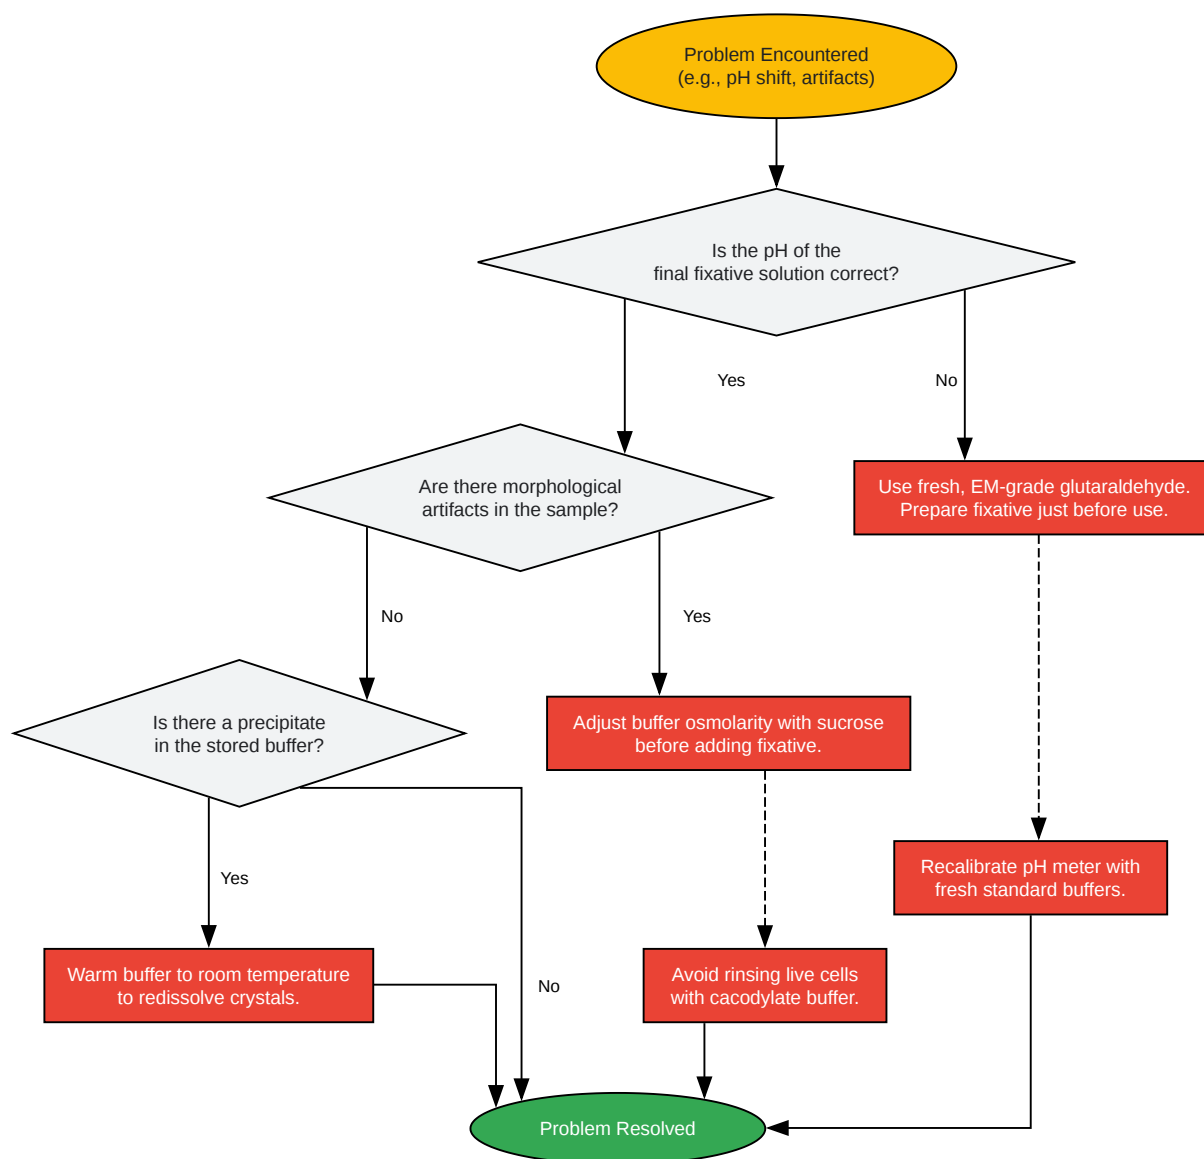 Problem Encountered
(e.g., pH shift, artifacts)
Is the pH of the
final fixative solution correct?
Yes
No
Are there morphological
artifacts in the sample?
Use fresh, EM-grade glutaraldehyde.
Prepare fixative just before use.
No
Yes
Is there a precipitate
in the stored buffer?
Adjust buffer osmolarity with sucrose
before adding fixative.
Yes
Recalibrate pH meter with
fresh standard buffers.
Warm buffer to room temperature
to redissolve crystals.
No
Avoid rinsing live cells
with cacodylate buffer.
Problem Resolved